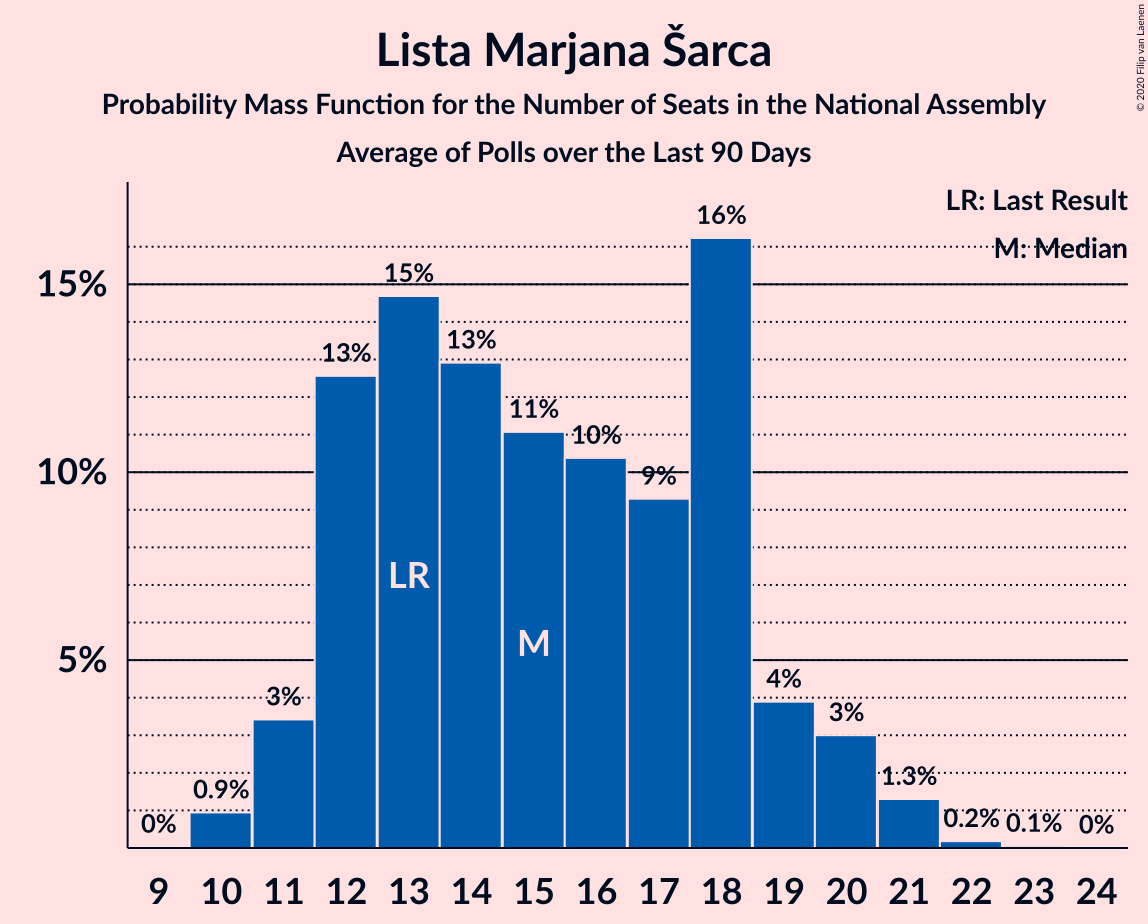 Lista Marjana Šarca
Probability Mass Function for the Number of Seats in the National Assembly
Average of Polls over the Last 90 Days
© 2020 Filip van Laenen
LR: Last Result
M: Median
16%
15%
15%
13%
13%
11%
10%
9%
10%
LR
M
5%
4%
3%
3%
1.3%
0.9%
0.2%
0.1%
0%
0%
9 10 11 12 13 14 15 16 17 18 19 20 21 22 23 24